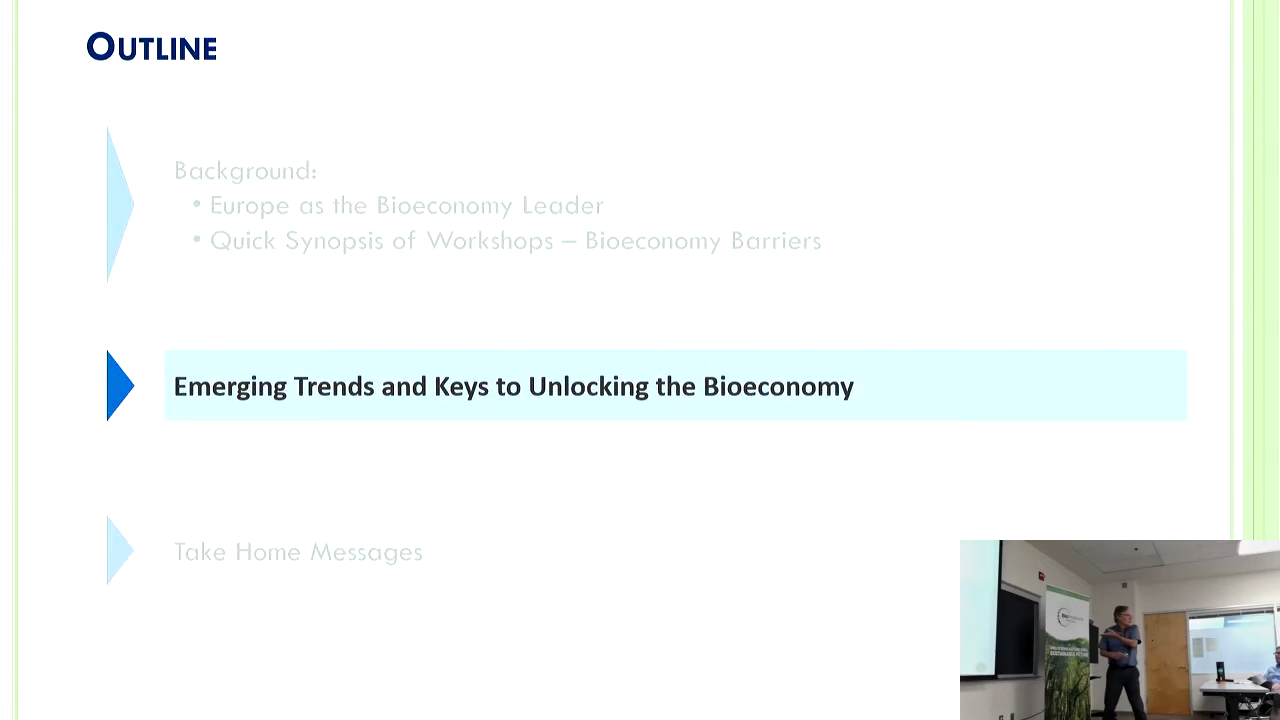 OUTLINE
Background:
• Europe as the Bioeconomy Leader
• Quick Synopsis of Workshops – Bioeconomy Barriers
Emerging Trends and Keys to Unlocking the Bioeconomy
Take Home Messages